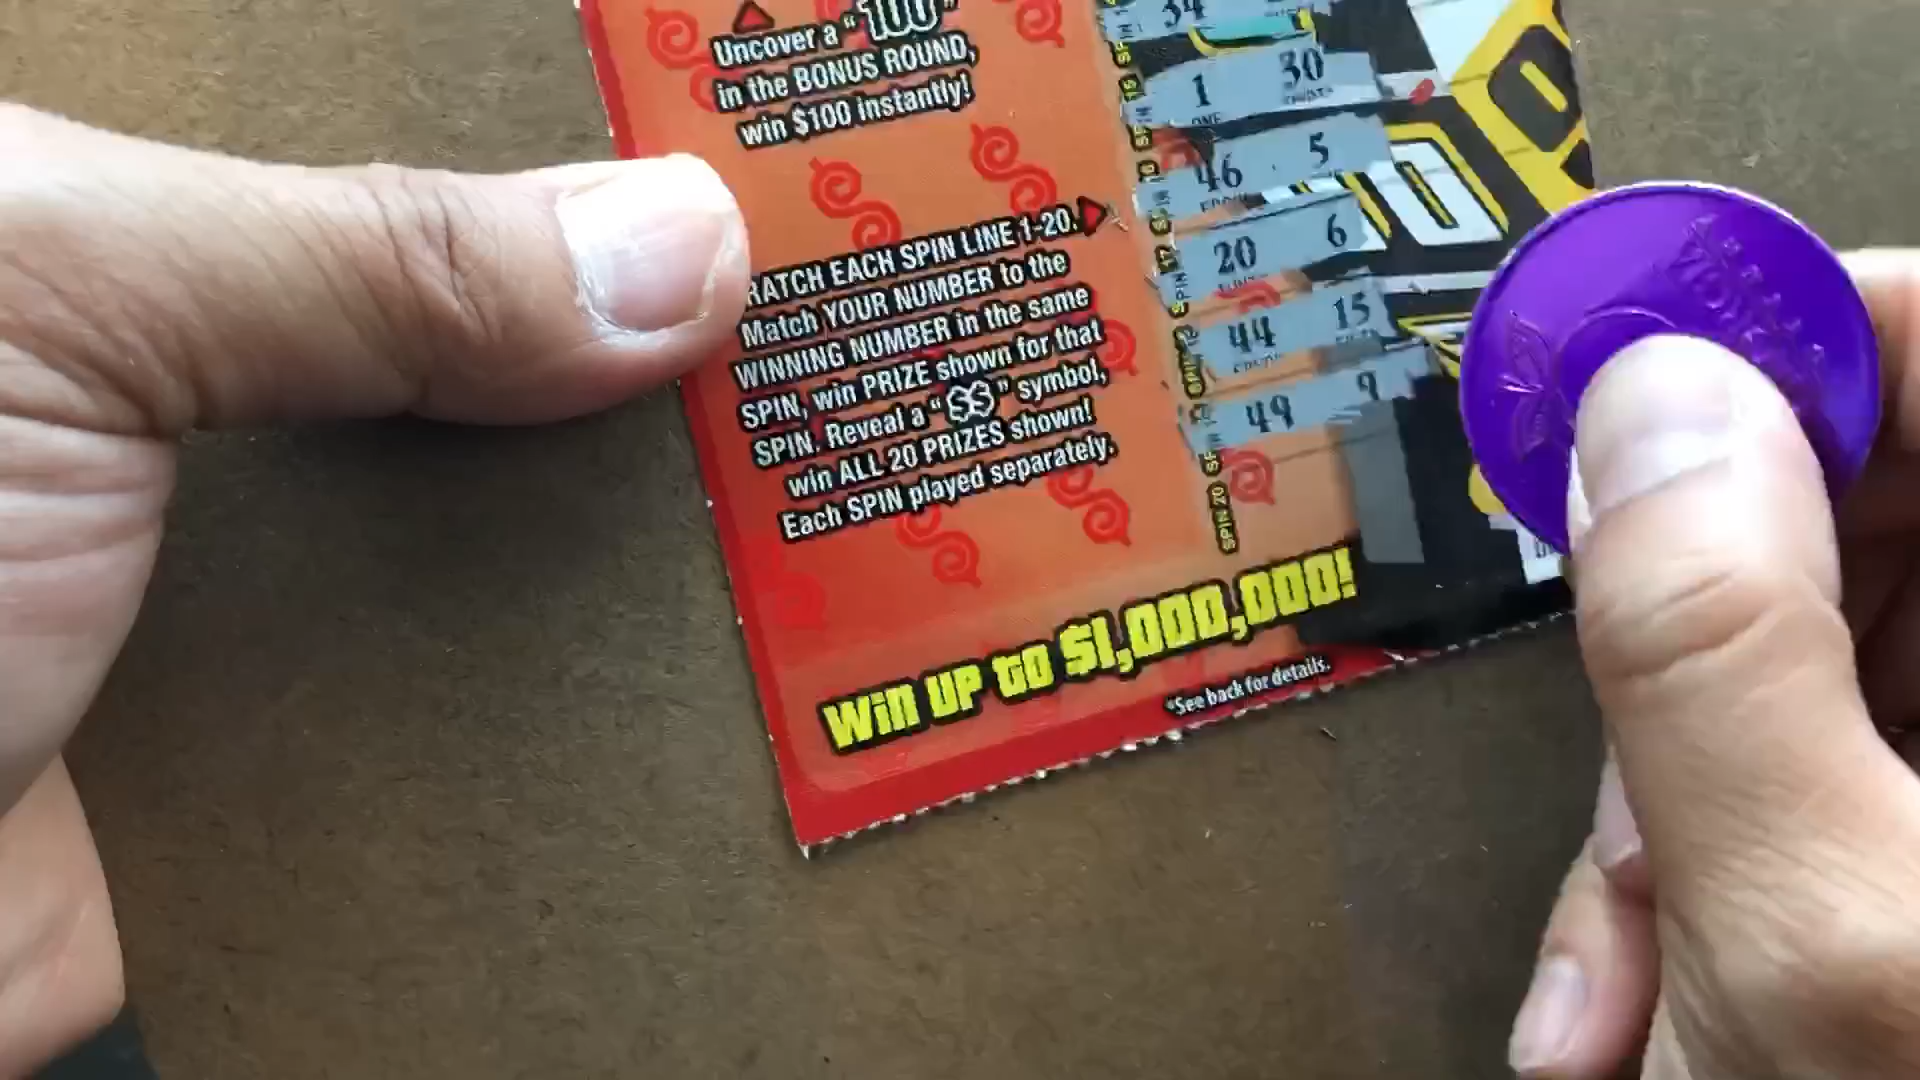 Uncover a "100"
in the BONUS ROUND,
win $100 instantly!
RATCH EACH SPIN LINE 1-20.
Match YOUR NUMBER to the
WINNING NUMBER in the same
SPIN, win PRIZE shown for that
SPIN. Reveal a "$$" symbol,
win ALL 20 PRIZES shown!
Each SPIN played separately.
34
1 30
ONE
46 5
20 6
44 15
49 9
SPIN 20
Win up to $1,000,000!
*See back for details.